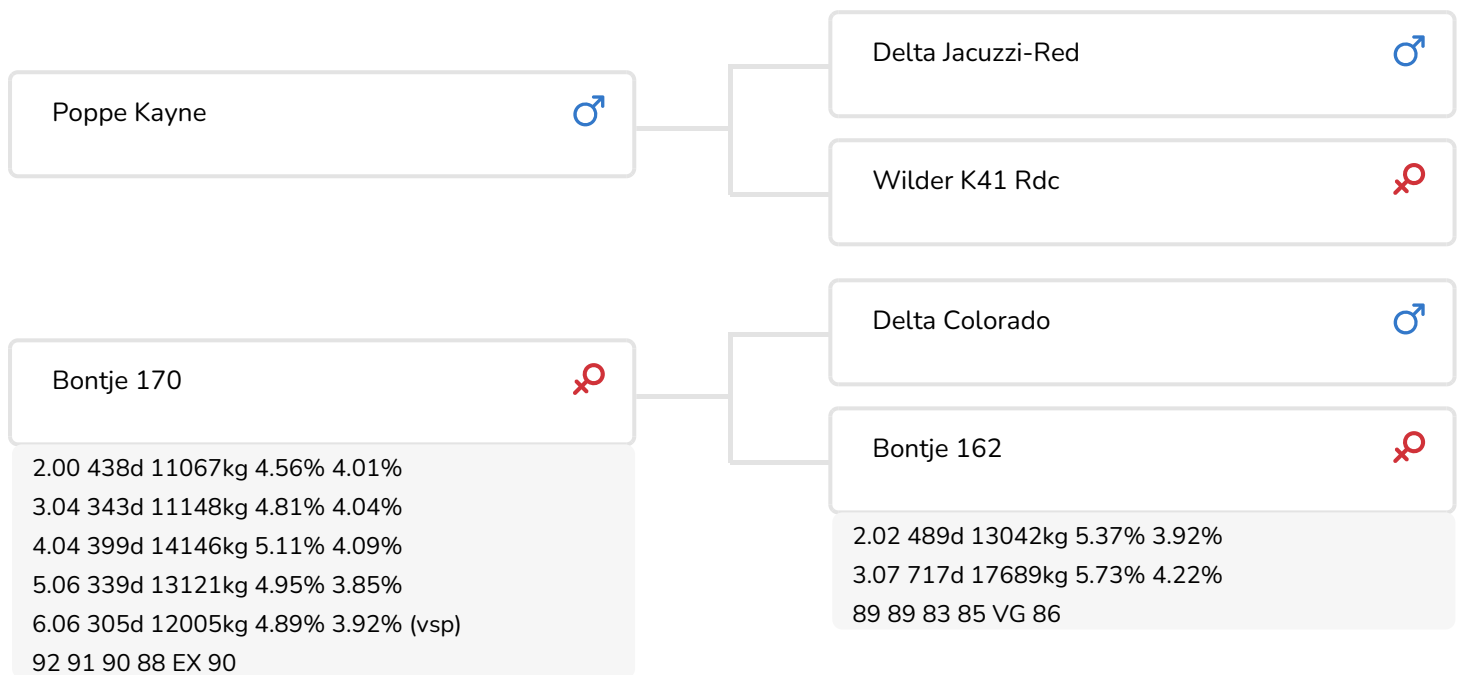 Poppe Kayne
Delta Jacuzzi-Red
Wilder K41 Rdc
Bontje 170
2.00 438d 11067kg 4.56% 4.01%
3.04 343d 11148kg 4.81% 4.04%
4.04 399d 14146kg 5.11% 4.09%
5.06 339d 13121kg 4.95% 3.85%
6.06 305d 12005kg 4.89% 3.92% (vsp)
92 91 90 88 EX 90
Delta Colorado
Bontje 162
2.02 489d 13042kg 5.37% 3.92%
3.07 717d 17689kg 5.73% 4.22%
89 89 83 85 VG 86